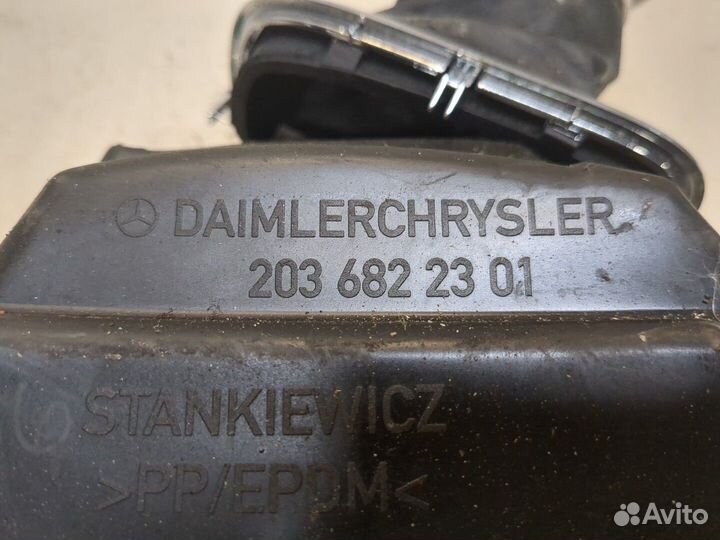 DAIMLERCHRYSLER
203 682 23 01
STANKIEWICZ
>PP/EPDM<
Avito